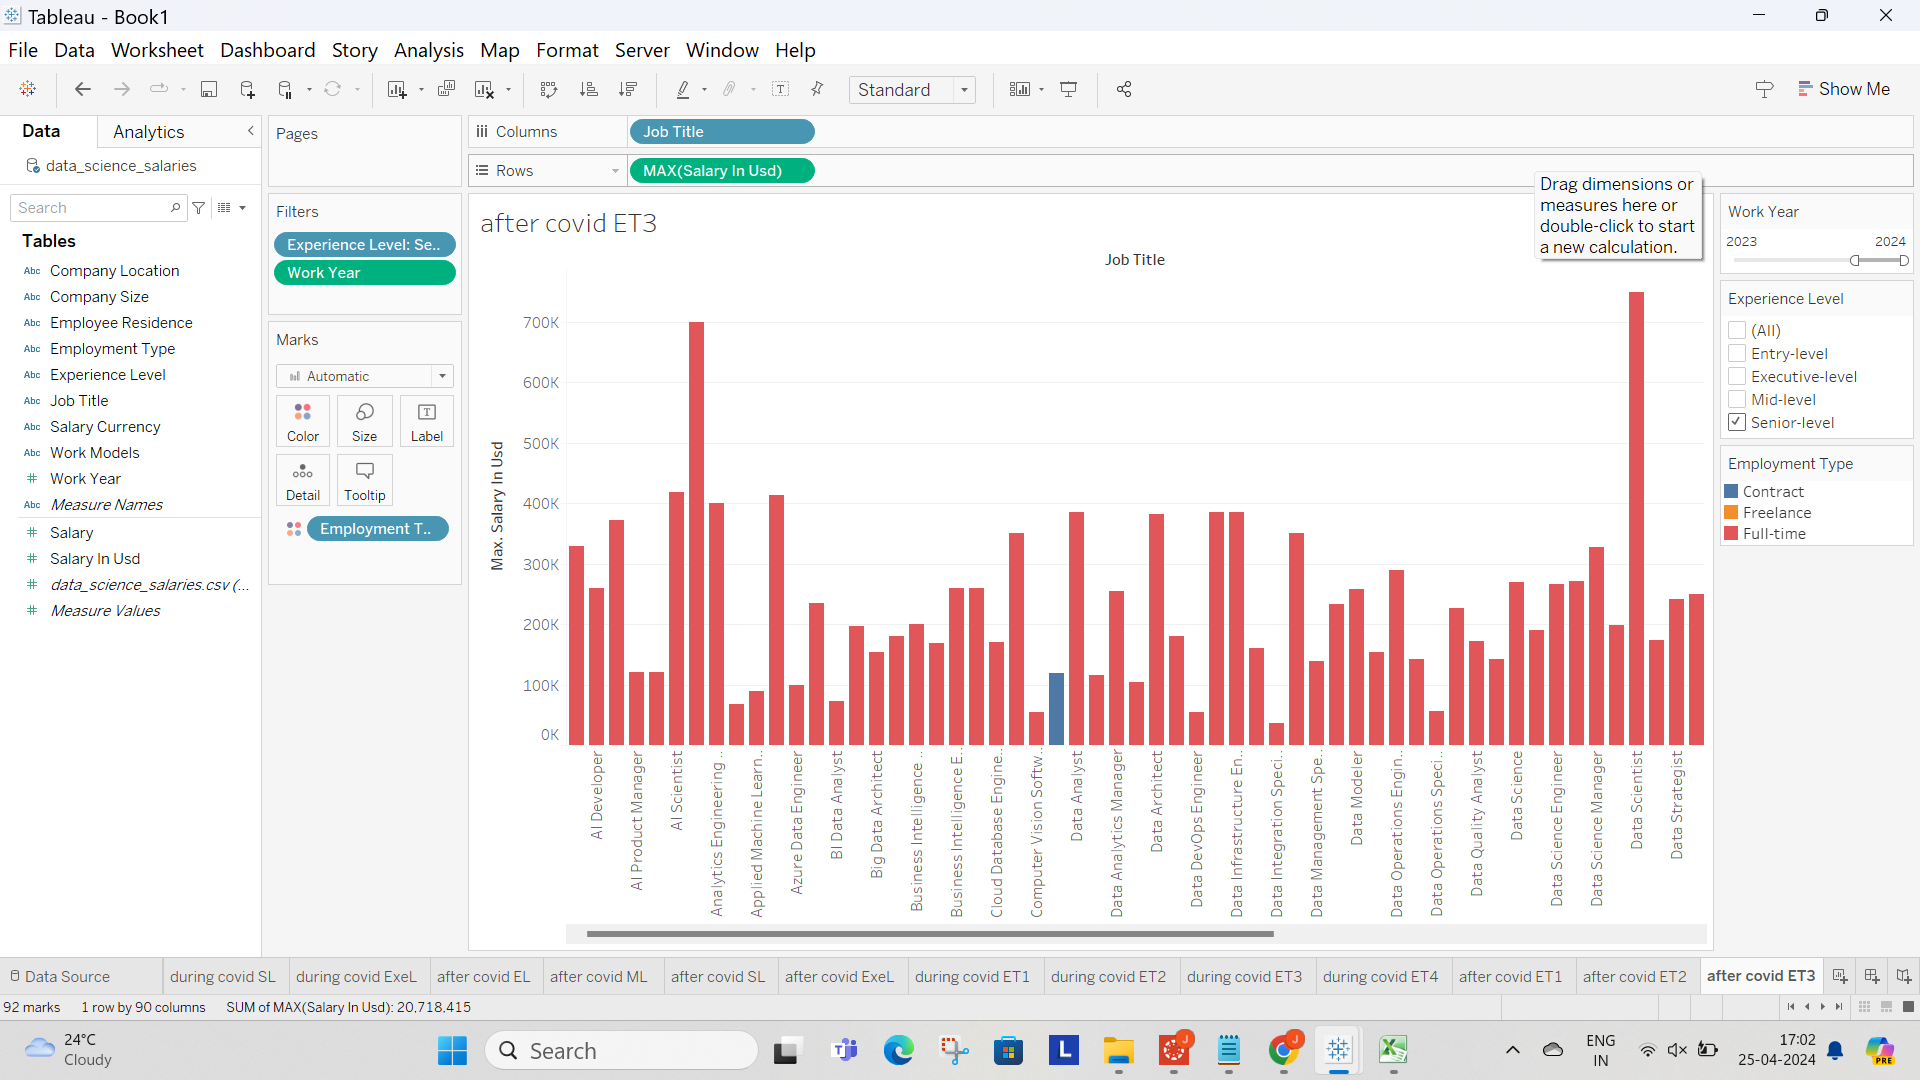 Tableau - Book1
File Data Worksheet Dashboard Story Analysis Map Format Server Window Help
Standard
Show Me
Data
Analytics
data_science_salaries
Search
Tables
Abc Company Location
Abc Company Size
Abc Employee Residence
Abc Employment Type
Abc Experience Level
Abc Job Title
Abc Salary Currency
Abc Work Models
# Work Year
Abc Measure Names
# Salary
# Salary In Usd
# data_science_salaries.csv (...
# Measure Values
Pages
Filters
Experience Level: Se..
Work Year
Marks
Automatic
Color
Size
Label
Detail
Tooltip
Employment T..
Columns
Job Title
Rows
MAX(Salary In Usd)
Drag dimensions or
measures here or
double-click to start
a new calculation.
after covid ET3
Job Title
Max. Salary In Usd
700K
600K
500K
400K
300K
200K
100K
0K
AI Developer
AI Product Manager
AI Scientist
Analytics Engineering ..
Applied Machine Learn..
Azure Data Engineer
BI Data Analyst
Big Data Architect
Business Intelligence ..
Business Intelligence E..
Cloud Database Engine..
Computer Vision Softw..
Data Analyst
Data Analytics Manager
Data Architect
Data DevOps Engineer
Data Infrastructure En..
Data Integration Speci..
Data Management Spe..
Data Modeler
Data Operations Engin..
Data Operations Speci..
Data Quality Analyst
Data Science
Data Science Engineer
Data Science Manager
Data Scientist
Data Strategist
Work Year
2023 2024
Experience Level
(All)
Entry-level
Executive-level
Mid-level
Senior-level
Employment Type
Contract
Freelance
Full-time
Data Source
during covid SL
during covid ExeL
after covid EL
after covid ML
after covid SL
after covid ExeL
during covid ET1
during covid ET2
during covid ET3
during covid ET4
after covid ET1
after covid ET2
after covid ET3
92 marks 1 row by 90 columns SUM of MAX(Salary In Usd): 20,718,415
24°C
Cloudy
Search
L
J
J
ENG
IN
17:02
25-04-2024
PRE